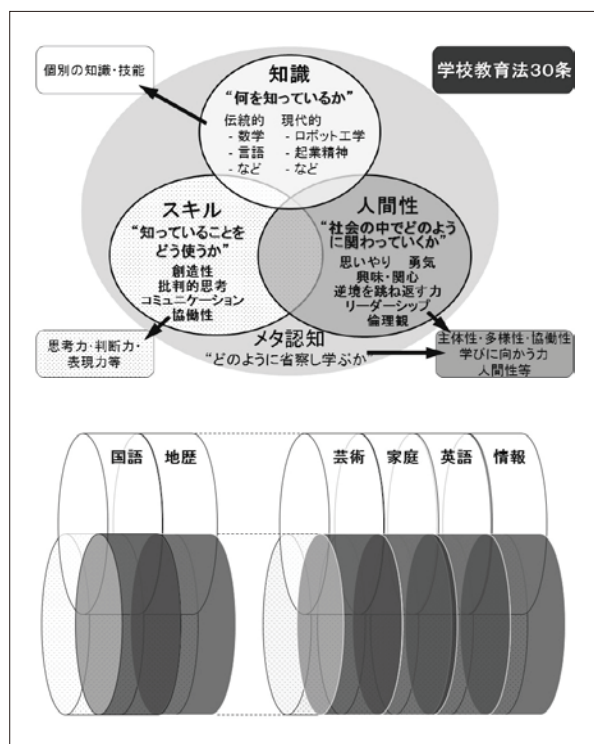 個別の知識・技能
学校教育法30条
知識
“何を知っているか”
伝統的 現代的
- 数学 - ロボット工学
- 言語 - 起業精神
- など - など
スキル
“知っていることを
どう使うか”
創造性
批判的思考
コミュニケーション
協働性
人間性
“社会の中でどのよう
に関わっていくか”
思いやり 勇気
興味・関心
逆境を跳ね返す力
リーダーシップ
倫理観
思考力・判断力・
表現力等
メタ認知
“どのように省察し学ぶか
主体性・多様性・協働性
学びに向かう力
人間性等
国語 地歴 芸術 家庭 英語 情報